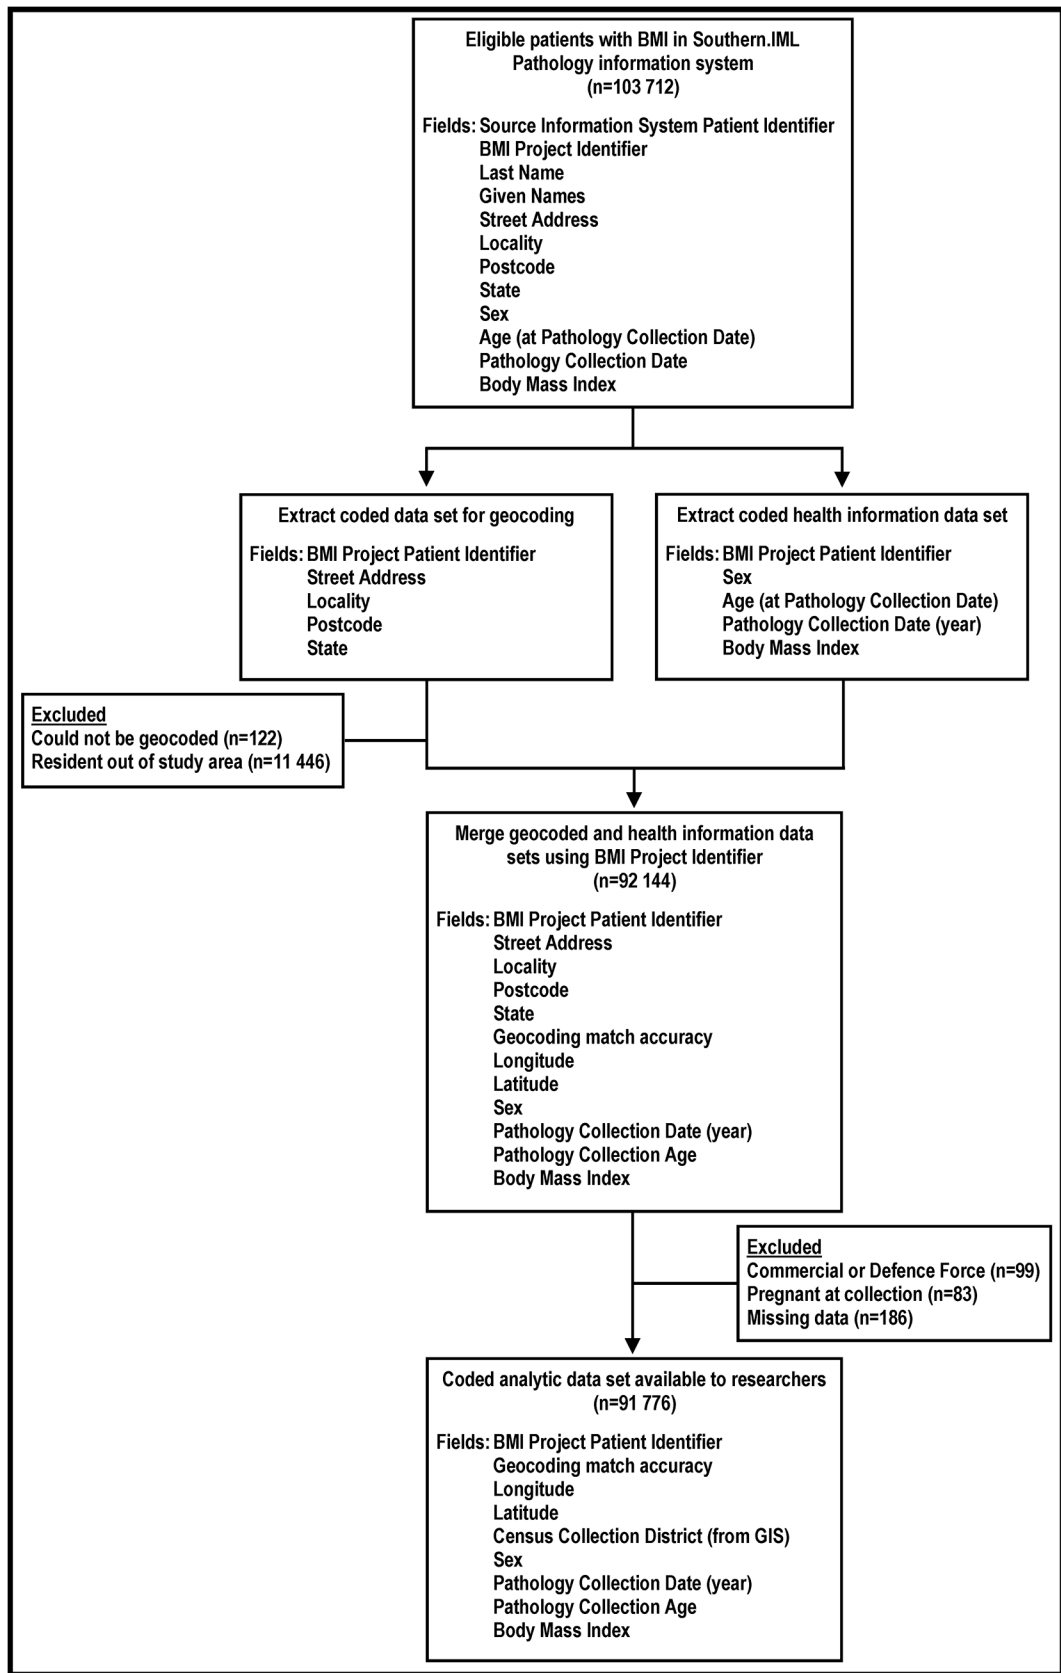 Eligible patients with BMI in Southern.IML
Pathology information system
(n=103 712)
Fields: Source Information System Patient Identifier
BMI Project Identifier
Last Name
Given Names
Street Address
Locality
Postcode
State
Sex
Age (at Pathology Collection Date)
Pathology Collection Date
Body Mass Index
Extract coded data set for geocoding
Fields: BMI Project Patient Identifier
Street Address
Locality
Postcode
State
Extract coded health information data set
Fields: BMI Project Patient Identifier
Sex
Age (at Pathology Collection Date)
Pathology Collection Date (year)
Body Mass Index
Excluded
Could not be geocoded (n=122)
Resident out of study area (n=11 446)
Merge geocoded and health information data
sets using BMI Project Identifier
(n=92 144)
Fields: BMI Project Patient Identifier
Street Address
Locality
Postcode
State
Geocoding match accuracy
Longitude
Latitude
Sex
Pathology Collection Date (year)
Pathology Collection Age
Body Mass Index
Excluded
Commercial or Defence Force (n=99)
Pregnant at collection (n=83)
Missing data (n=186)
Coded analytic data set available to researchers
(n=91 776)
Fields: BMI Project Patient Identifier
Geocoding match accuracy
Longitude
Latitude
Census Collection District (from GIS)
Sex
Pathology Collection Date (year)
Pathology Collection Age
Body Mass Index